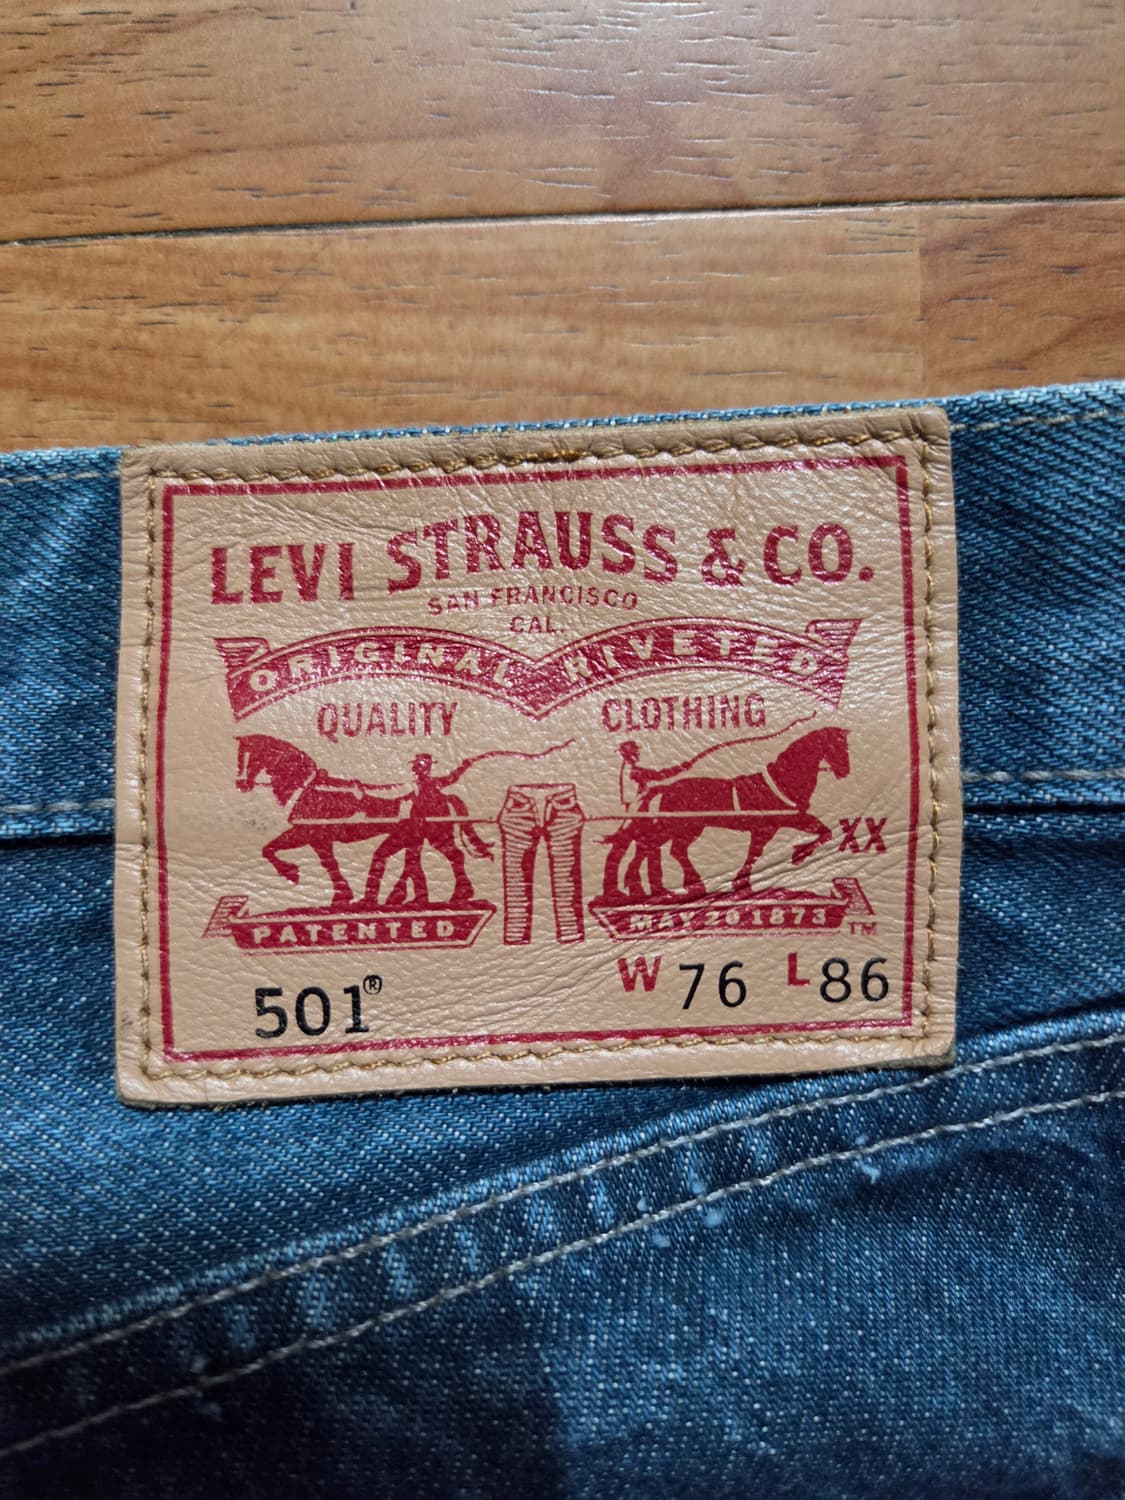 LEVI STRAUSS & CO.
SAN FRANCISCO
CAL.
ORIGINAL RIVETED
QUALITY CLOTHING
XX
PATENTED MAY 20 1873 TM
501® W 76 L 86